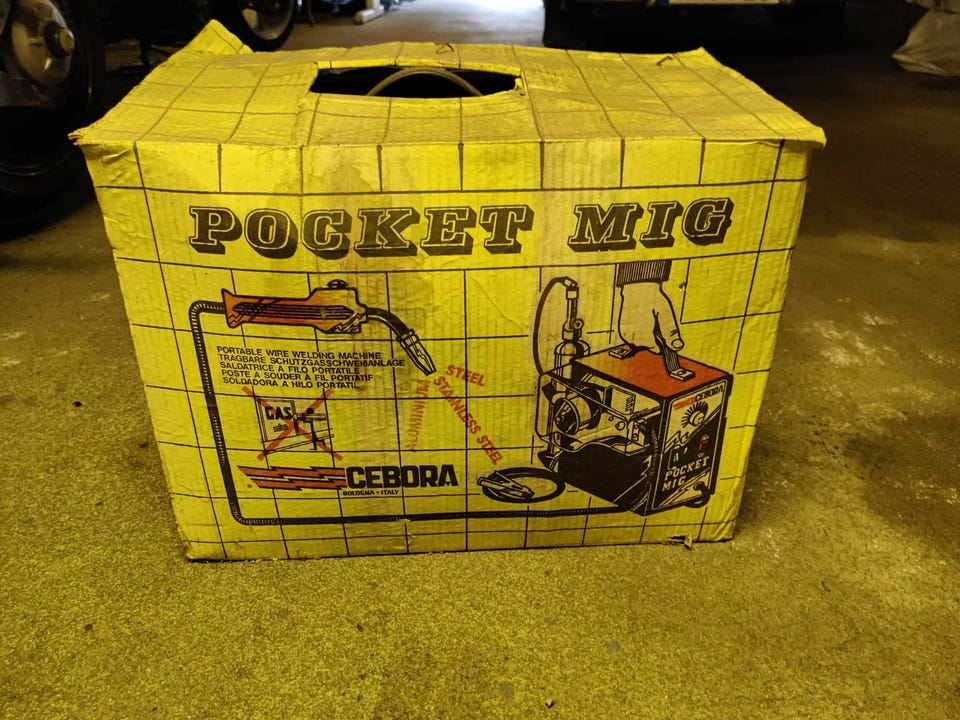 POCKET MIG
PORTABLE WIRE WELDING MACHINE
TRAGBARE SCHUTZGASSCHWEIßANLAGE
SALDATRICE A FILO PORTATILE
POSTE A SOUDER À FIL PORTATIF
SOLDADORA A HILO PORTATIL
STEEL
STAINLESS STEEL
ALUMINIUM
GAS
CEBORA
BOLOGNA - ITALY
CEBORA
POCKET
MIG